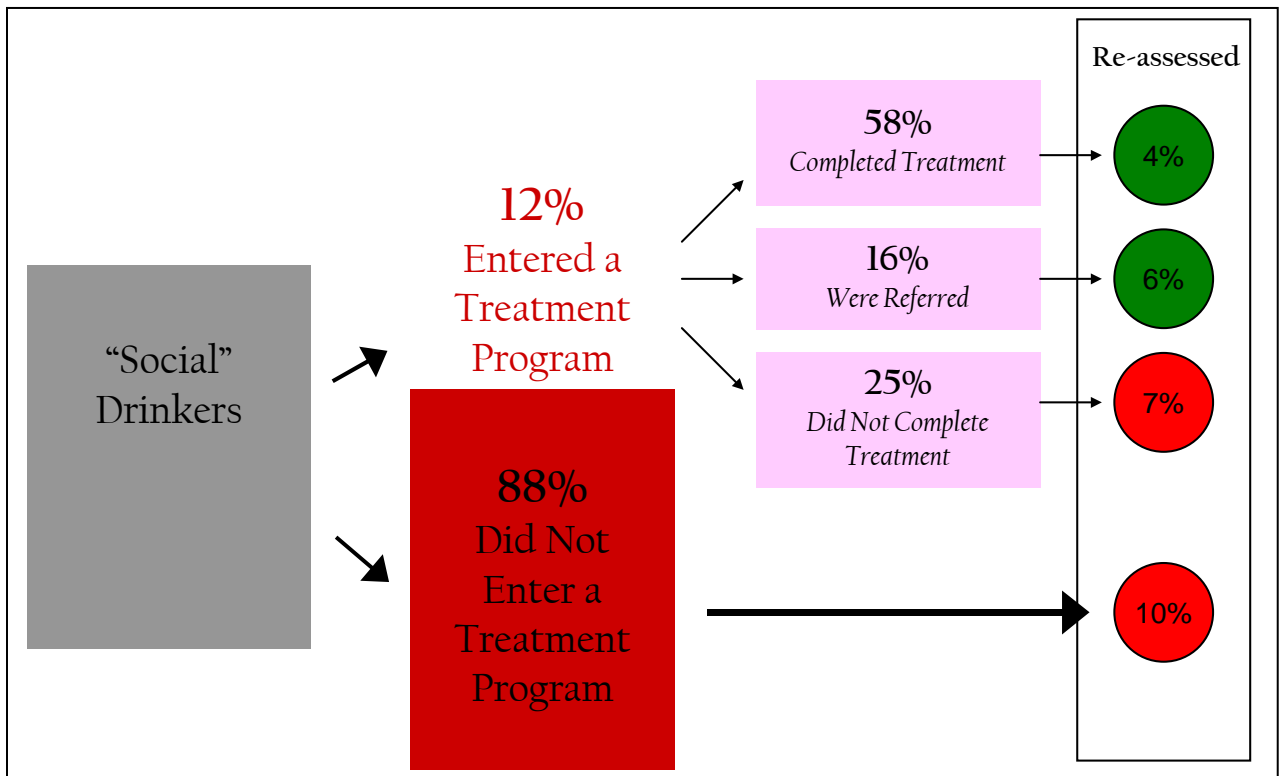 Re-assessed
58%
Completed Treatment
4%
12%
Entered a
Treatment
Program
16%
Were Referred
6%
“Social”
Drinkers
25%
Did Not Complete
Treatment
7%
88%
Did Not
Enter a
Treatment
Program
10%